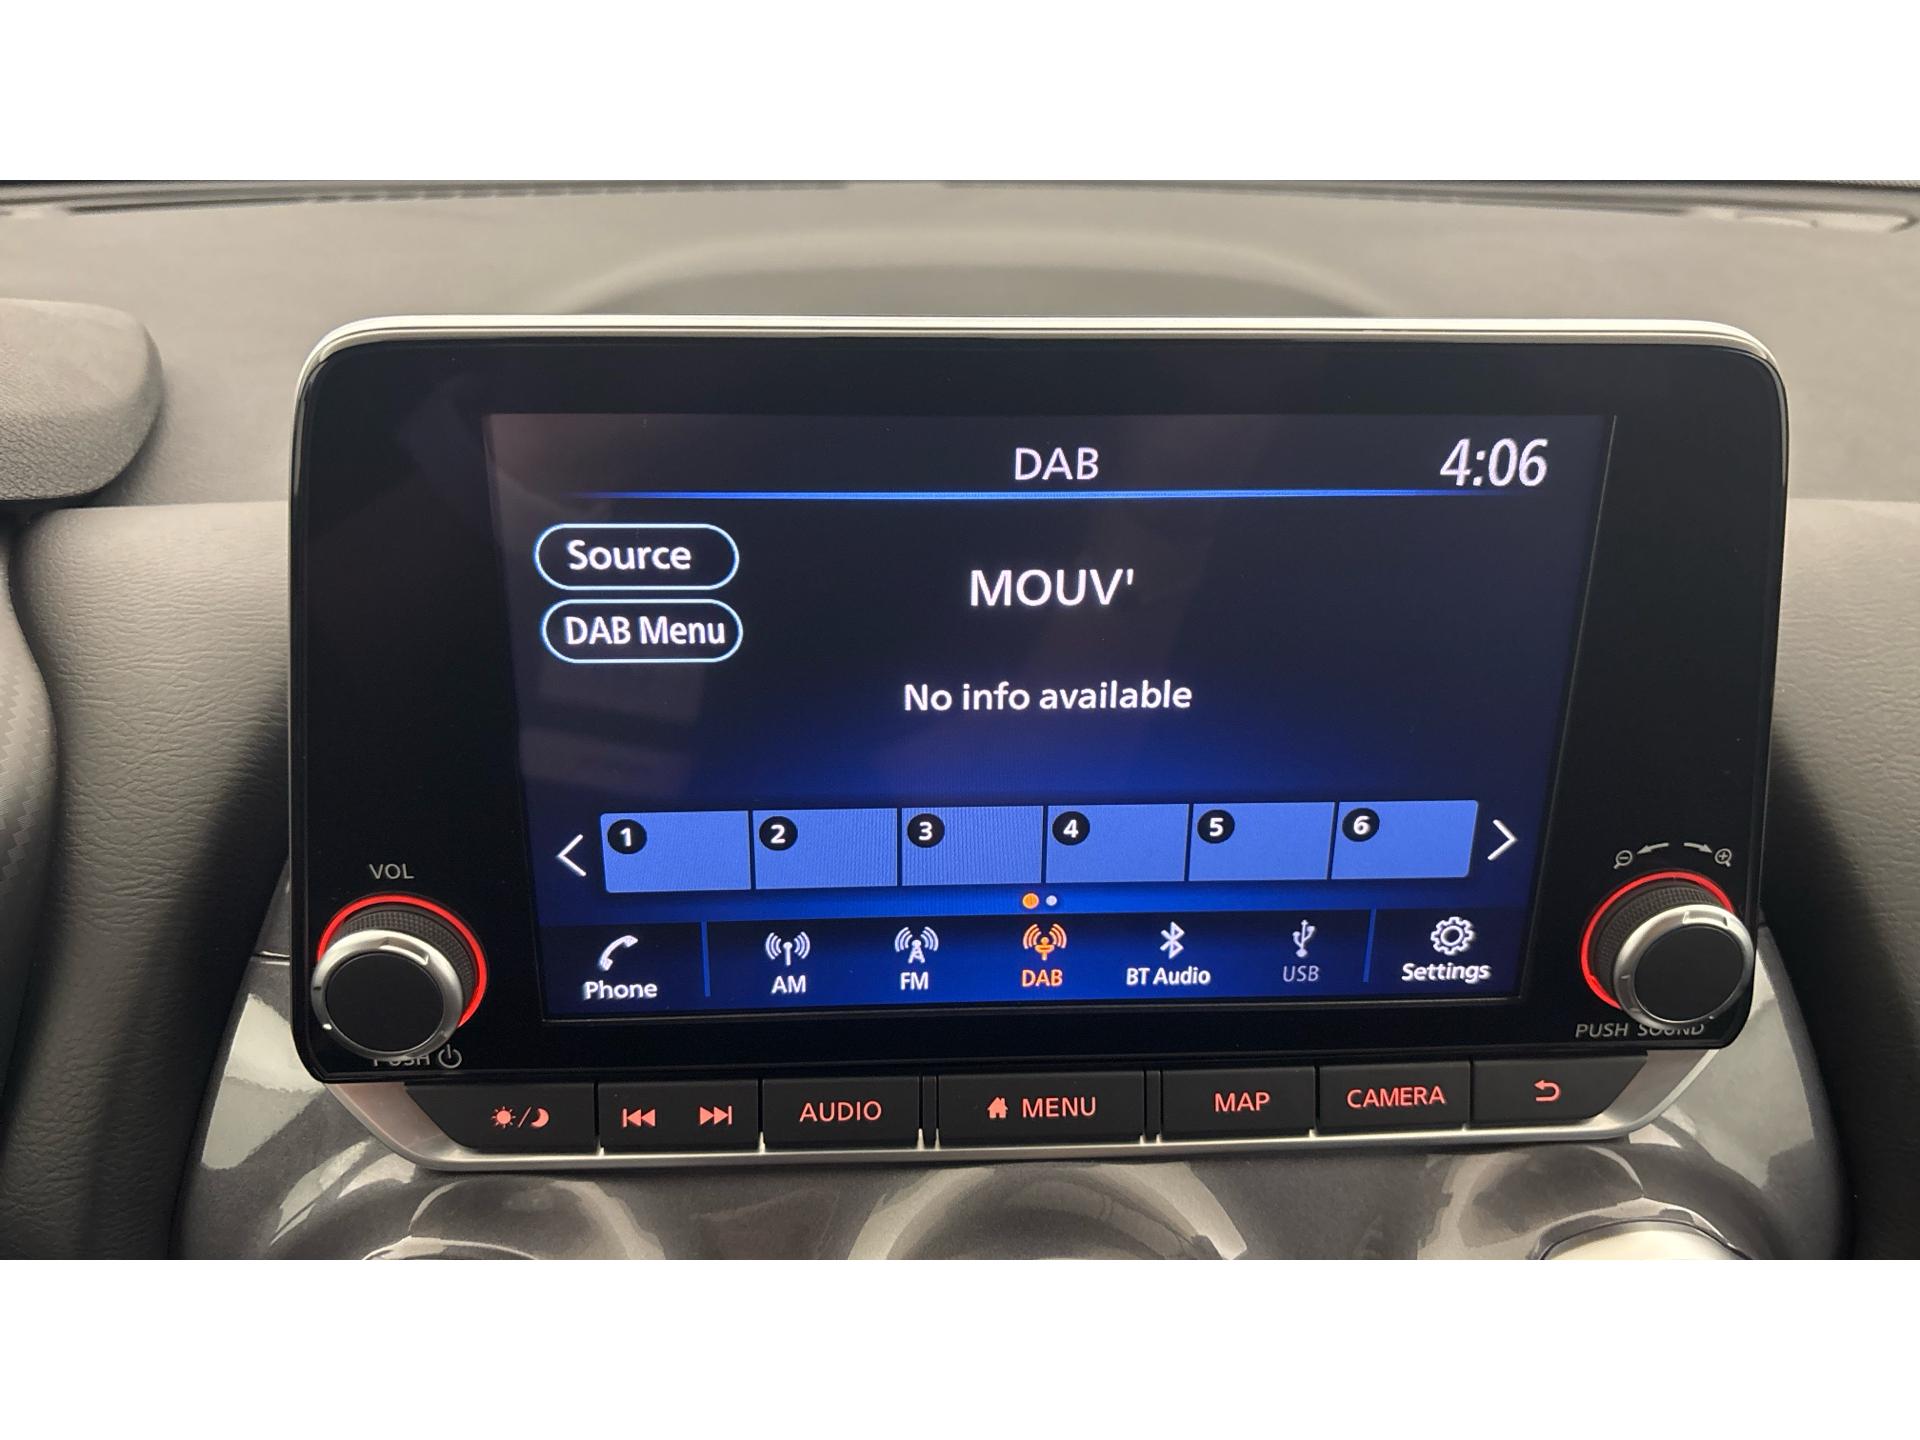 DAB 4:06
Source
MOUV'
DAB Menu
No info available
1 2 3 4 5 6
VOL
Phone AM FM DAB BT Audio USB Settings
PUSH SOUND
PUSH
AUDIO MENU MAP CAMERA